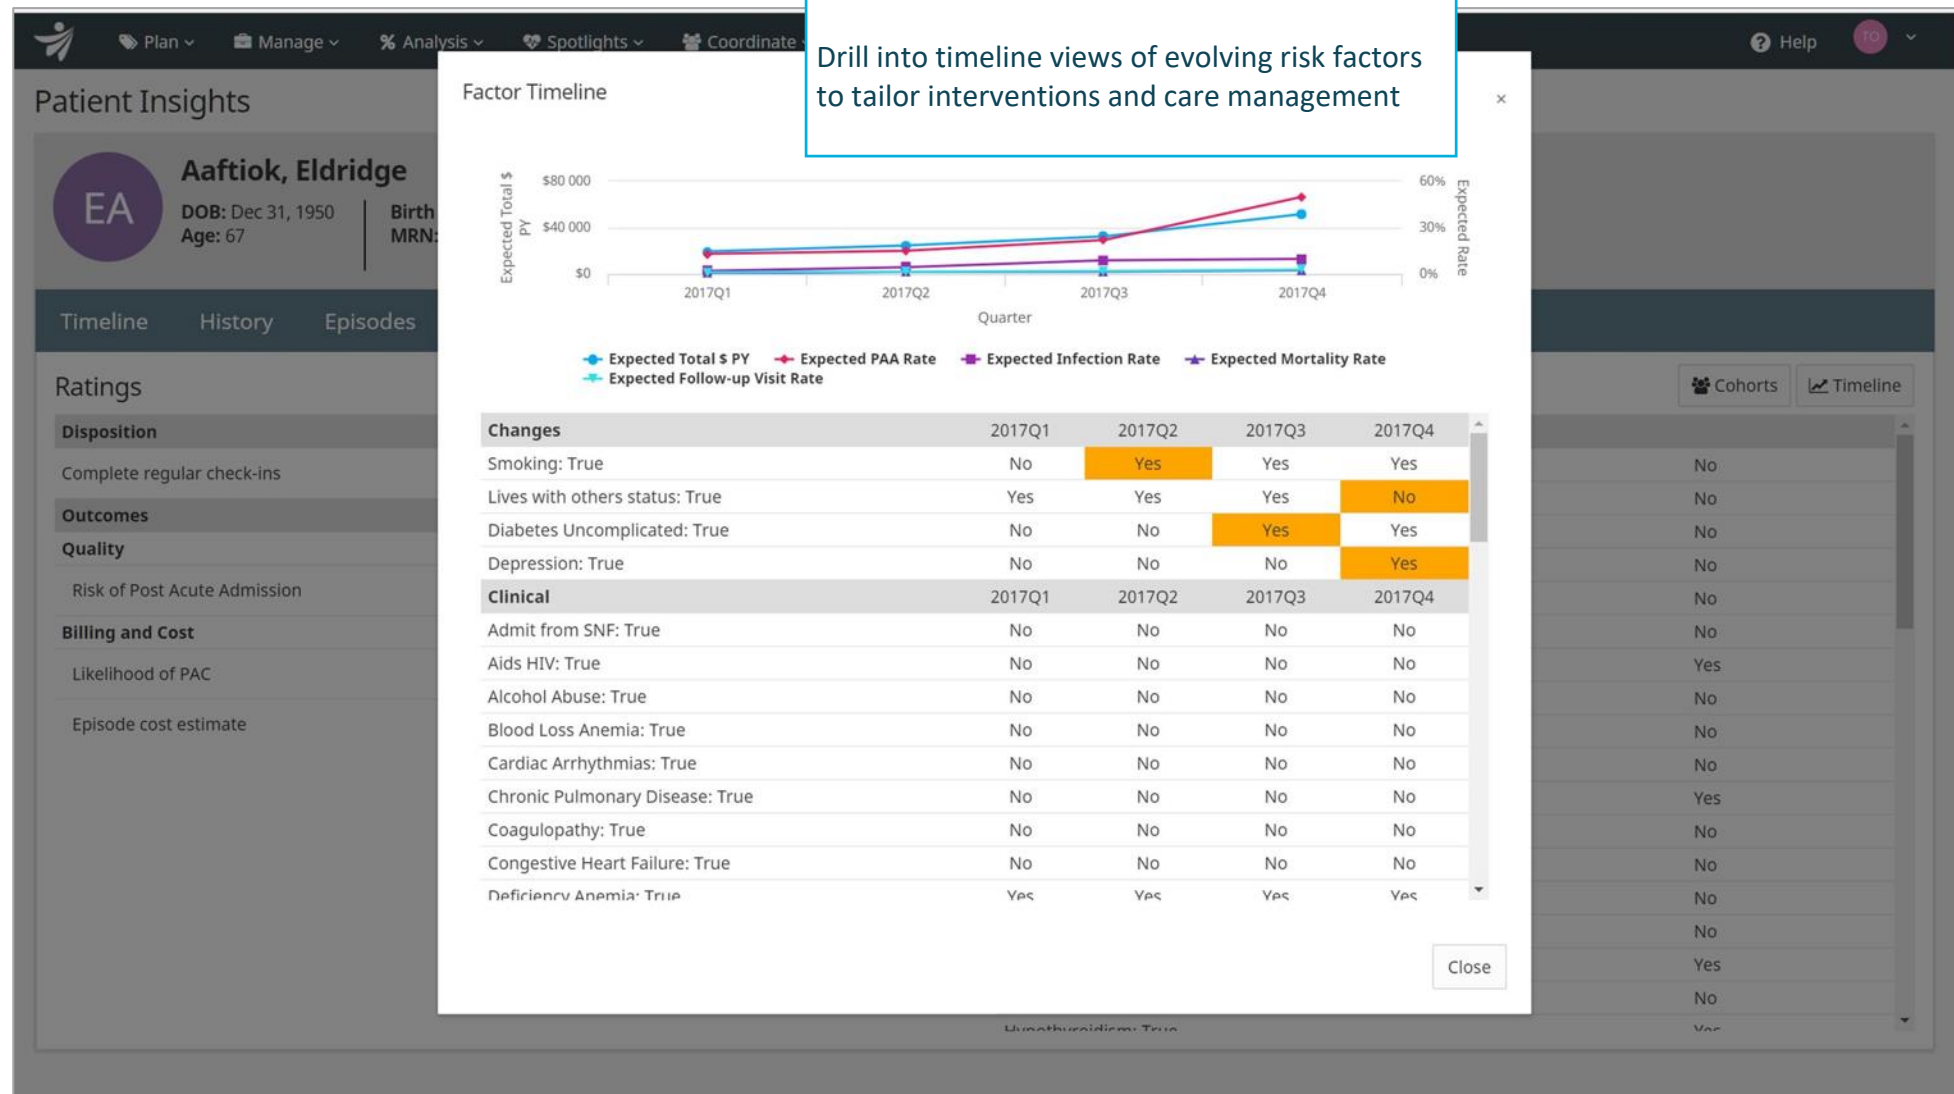 Plan
Manage
Analysis
Spotlights
Coordinate
Help
TO
Drill into timeline views of evolving risk factors
to tailor interventions and care management
Patient Insights
EA
Aaftiok, Eldridge
DOB: Dec 31, 1950
Age: 67
Birth
MRN:
Timeline
History
Episodes
Ratings
Disposition
Complete regular check-ins
Outcomes
Quality
Risk of Post Acute Admission
Billing and Cost
Likelihood of PAC
Episode cost estimate
Factor Timeline
×
Expected Total $
PY
$80 000
$40 000
$0
60%
30%
0%
Expected Rate
2017Q1 2017Q2 2017Q3 2017Q4
Quarter
Expected Total $ PY Expected PAA Rate Expected Infection Rate Expected Mortality Rate
Expected Follow-up Visit Rate
Changes 2017Q1 2017Q2 2017Q3 2017Q4
Smoking: True No Yes Yes Yes
Lives with others status: True Yes Yes Yes No
Diabetes Uncomplicated: True No No Yes Yes
Depression: True No No No Yes
Clinical 2017Q1 2017Q2 2017Q3 2017Q4
Admit from SNF: True No No No No
Aids HIV: True No No No No
Alcohol Abuse: True No No No No
Blood Loss Anemia: True No No No No
Cardiac Arrhythmias: True No No No No
Chronic Pulmonary Disease: True No No No No
Coagulopathy: True No No No No
Congestive Heart Failure: True No No No No
Deficiency Anemia: True Yes Yes Yes Yes
Close
Cohorts
Timeline
No
No
No
No
No
No
Yes
No
No
No
Yes
No
No
No
No
Yes
No
Hypothyroidism: True Yes